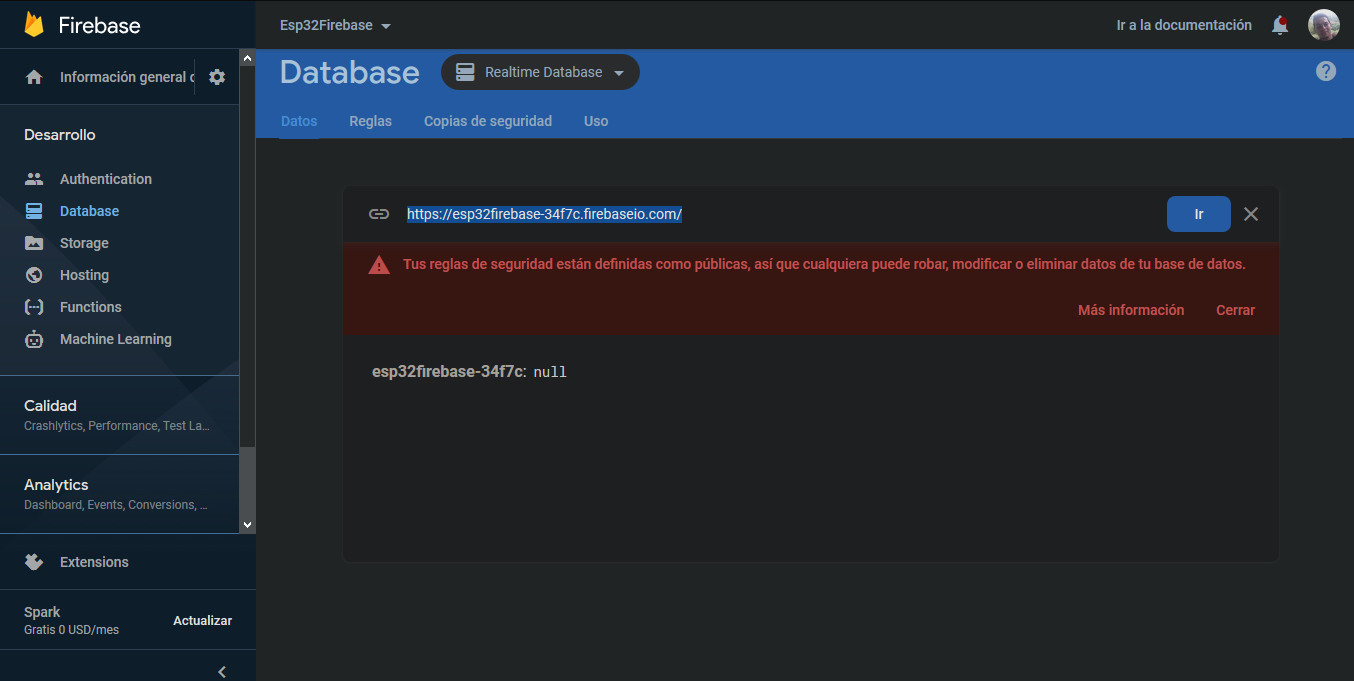 Firebase
Esp32Firebase
Ir a la documentación
Información general
Database
Realtime Database
Datos
Reglas
Copias de seguridad
Uso
Desarrollo
Authentication
Database
Storage
Hosting
Functions
Machine Learning
Calidad
Crashlytics, Performance, Test La...
Analytics
Dashboard, Events, Conversions, ...
Extensions
Spark
Gratis 0 USD/mes
Actualizar
https://esp32firebase-34f7c.firebaseio.com/
Ir
Tus reglas de seguridad están definidas como públicas, así que cualquiera puede robar, modificar o eliminar datos de tu base de datos.
Más información
Cerrar
esp32firebase-34f7c: null